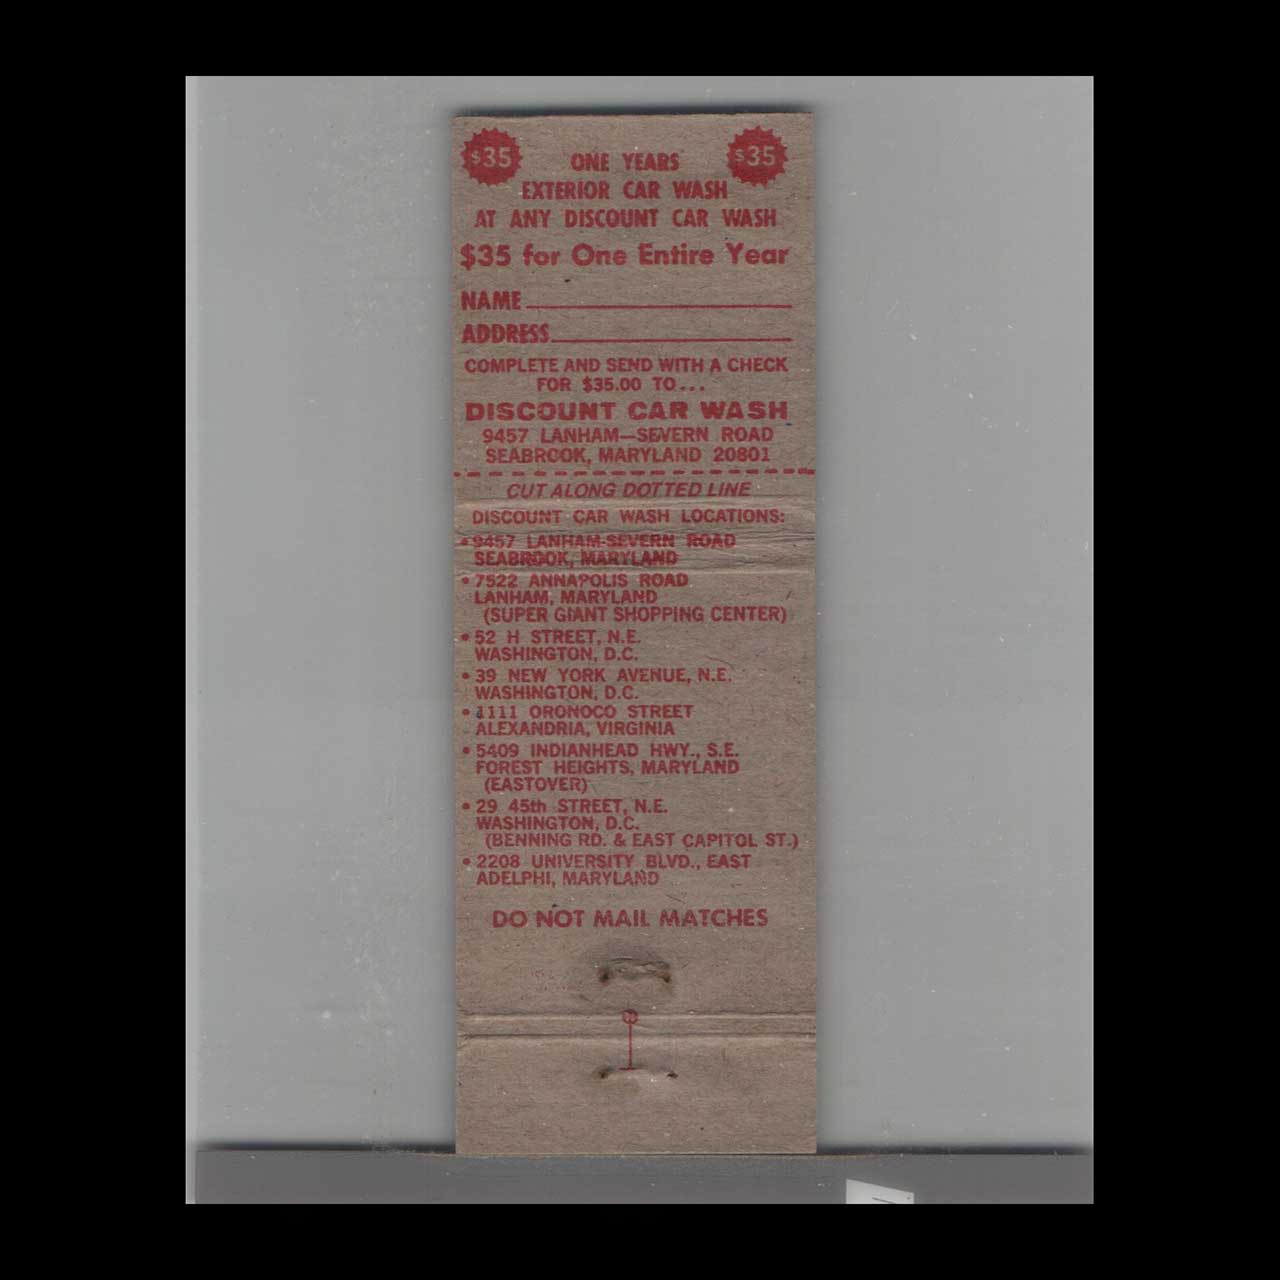 $35 $35
ONE YEARS
EXTERIOR CAR WASH
AT ANY DISCOUNT CAR WASH
$35 for One Entire Year
NAME
ADDRESS
COMPLETE AND SEND WITH A CHECK
FOR $35.00 TO...
DISCOUNT CAR WASH
9457 LANHAM—SEVERN ROAD
SEABROOK, MARYLAND 20801
CUT ALONG DOTTED LINE
DISCOUNT CAR WASH LOCATIONS:
• 9457 LANHAM-SEVERN ROAD
SEABROOK, MARYLAND
• 7522 ANNAPOLIS ROAD
LANHAM, MARYLAND
(SUPER GIANT SHOPPING CENTER)
• 52 H STREET, N.E.
WASHINGTON, D.C.
• 39 NEW YORK AVENUE, N.E.
WASHINGTON, D.C.
• 1111 ORONOCO STREET
ALEXANDRIA, VIRGINIA
• 5409 INDIANHEAD HWY., S.E.
FOREST HEIGHTS, MARYLAND
(EASTOVER)
• 29 45th STREET, N.E.
WASHINGTON, D.C.
(BENNING RD. & EAST CAPITOL ST.)
• 2208 UNIVERSITY BLVD., EAST
ADELPHI, MARYLAND
DO NOT MAIL MATCHES